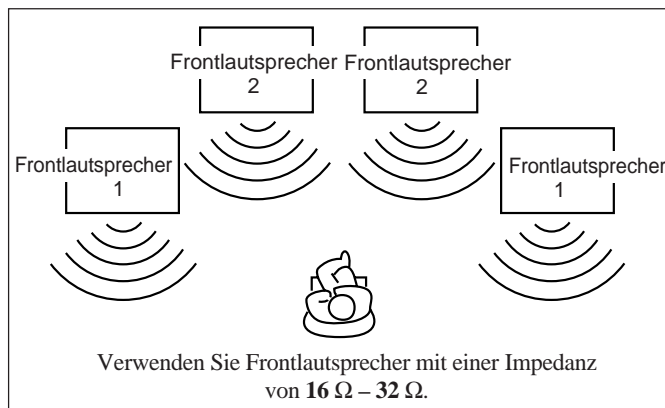 Frontlautsprecher
2
Frontlautsprecher
2
Frontlautsprecher
1
Frontlautsprecher
1
Verwenden Sie Frontlautsprecher mit einer Impedanz
von 16 Ω – 32 Ω.